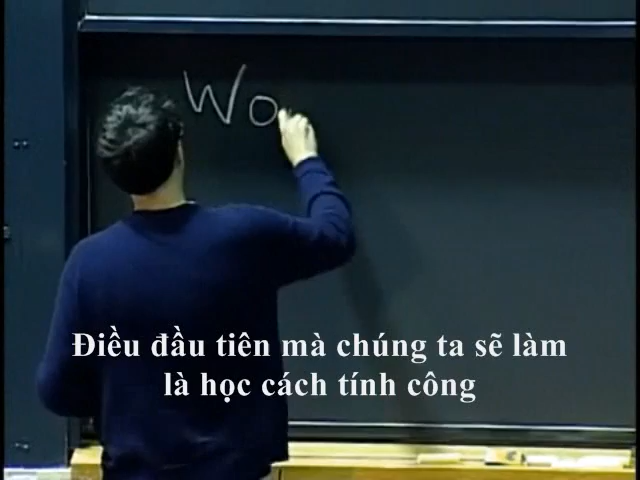 Wo
Điều đầu tiên mà chúng ta sẽ làm
là học cách tính công